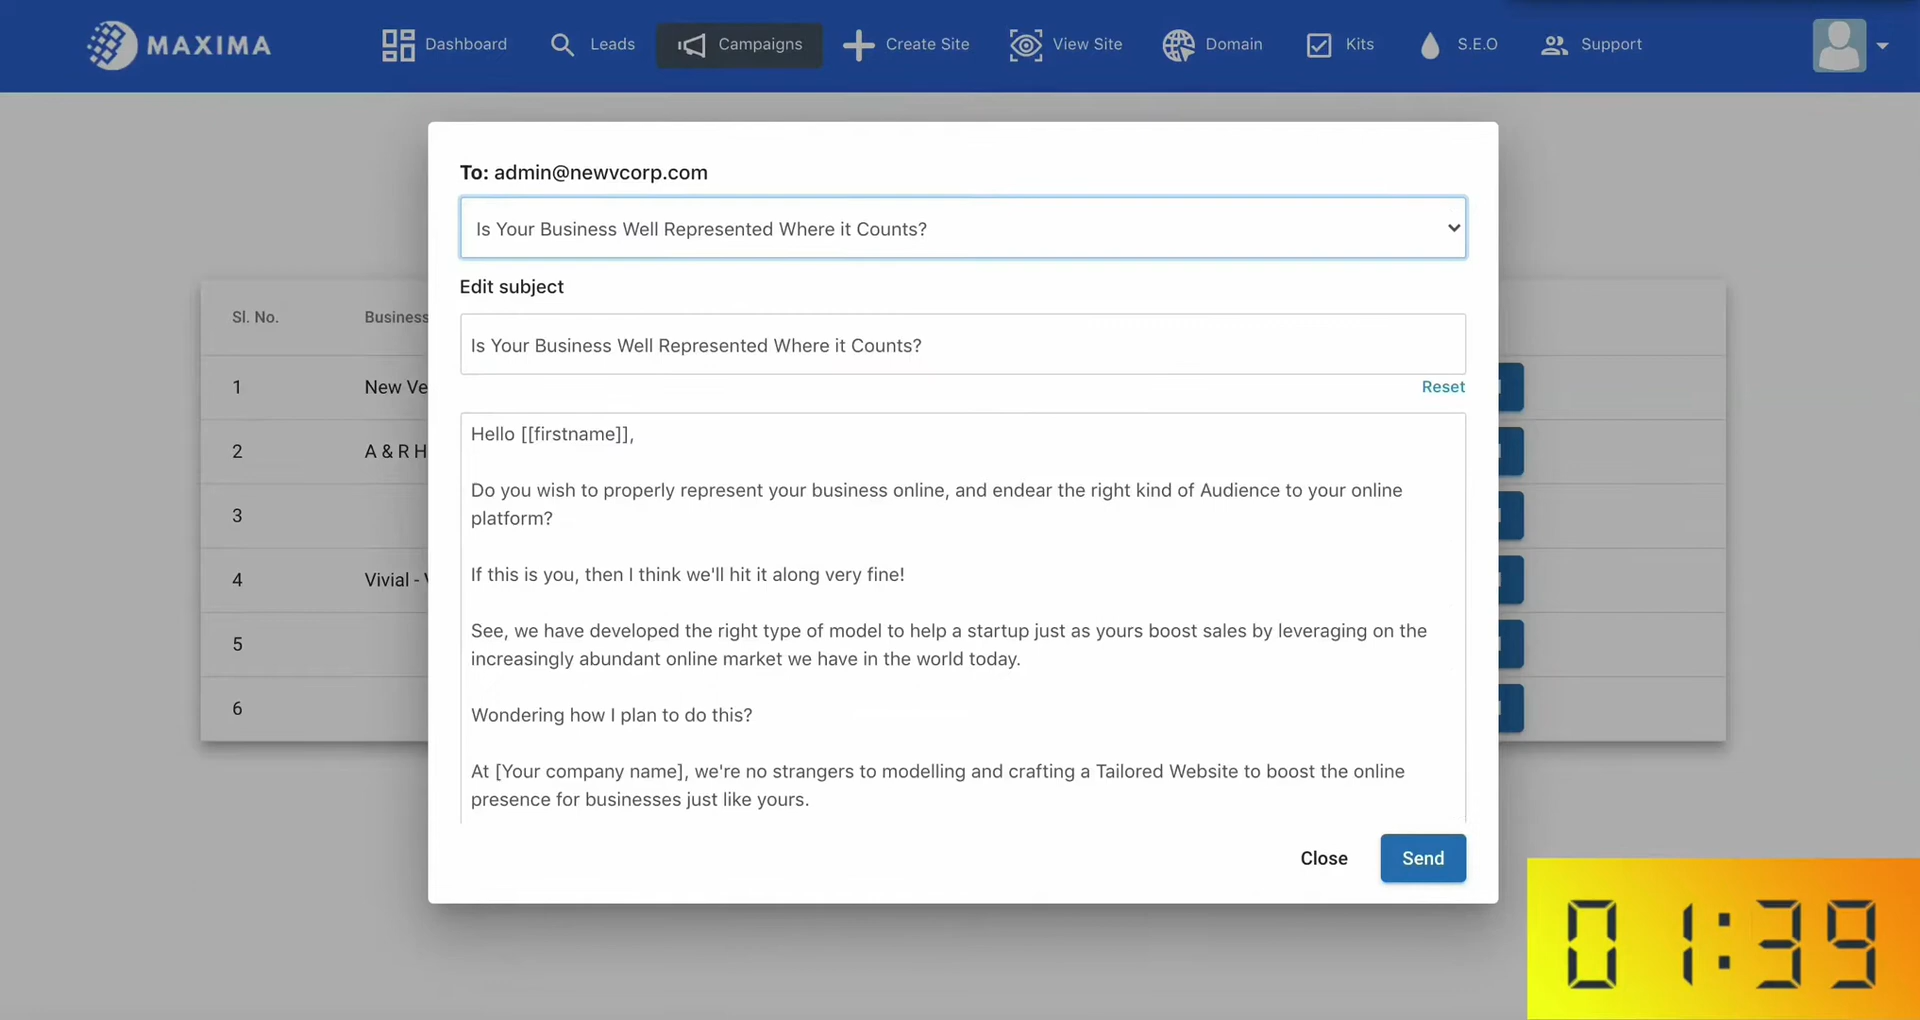 MAXIMA
Dashboard
Leads
Campaigns
Create Site
View Site
Domain
Kits
S.E.O
Support
To: admin@newvcorp.com
Is Your Business Well Represented Where it Counts?
Edit subject
Is Your Business Well Represented Where it Counts?
Reset
Hello [[firstname]],
Do you wish to properly represent your business online, and endear the right kind of Audience to your online
platform?
If this is you, then I think we'll hit it along very fine!
See, we have developed the right type of model to help a startup just as yours boost sales by leveraging on the
increasingly abundant online market we have in the world today.
Wondering how I plan to do this?
At [Your company name], we're no strangers to modelling and crafting a Tailored Website to boost the online
presence for businesses just like yours.
Close
Send
Sl. No.
Business
1
New Ve
2
A & R H
3
4
Vivial -
5
6
01:39